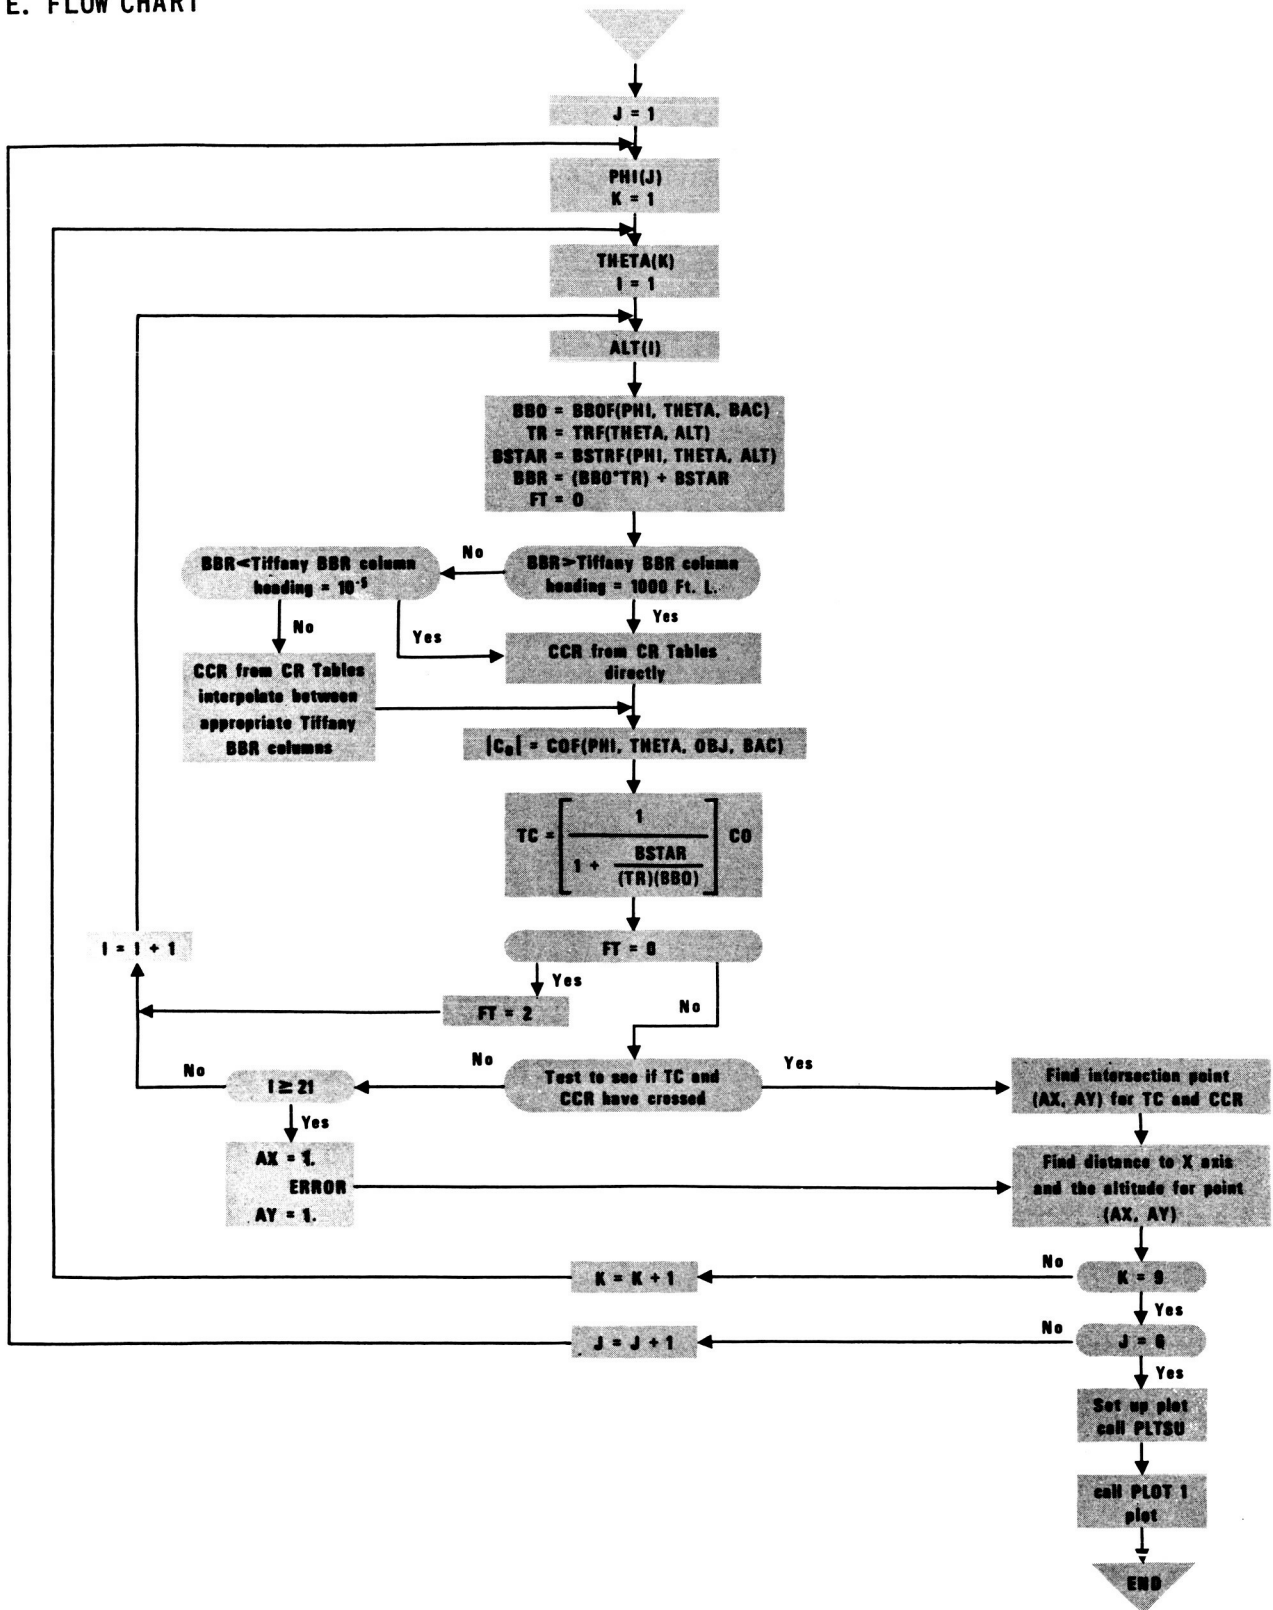 E. FLOW CHART
J = 1
PHI(J)
K = 1
THETA(K)
I = 1
ALT(I)
BBO = BBOF(PHI, THETA, BAC)
TR = TRF(THETA, ALT)
BSTAR = BSTRF(PHI, THETA, ALT)
BBR = (BBO*TR) + BSTAR
FT = 0
BBR>Tiffany BBR column
heading = 1000 Ft. L.
No
BBR<Tiffany BBR column
heading = 10⁻⁵
Yes
No
Yes
CCR from CR Tables
directly
CCR from CR Tables
interpolate between
appropriate Tiffany
BBR columns
|C₀| = COF(PHI, THETA, OBJ, BAC)
TC = [ 1 / 1 + BSTAR / (TR)(BBO) ] CO
I = I + 1
FT = 0
Yes
No
FT = 2
Test to see if TC and
CCR have crossed
No
Yes
No
I ≥ 21
Yes
AX = 1.
ERROR
AY = 1.
Find intersection point
(AX, AY) for TC and CCR
Find distance to X axis
and the altitude for point
(AX, AY)
K = K + 1
No
K = 9
Yes
J = J + 1
No
J = 6
Yes
Set up plot
call PLTSU
call PLOT 1
plot
END